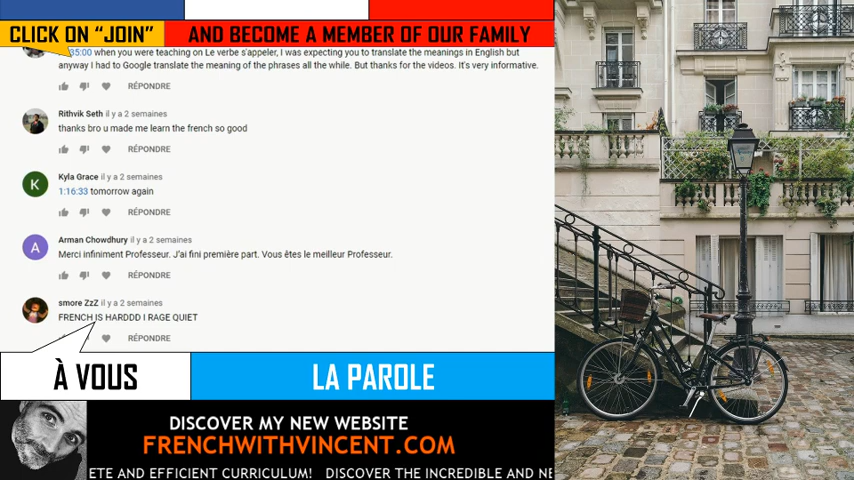 CLICK ON “JOIN” AND BECOME A MEMBER OF OUR FAMILY
35:00 when you were teaching on Le verbe s'appeler, I was expecting you to translate the meanings in English but
anyway I had to Google translate the meaning of the phrases all the while. But thanks for the videos. It's very informative.
RÉPONDRE
Rithvik Seth il y a 2 semaines
thanks bro u made me learn the french so good
RÉPONDRE
K
Kyla Grace il y a 2 semaines
1:16:33 tomorrow again
RÉPONDRE
A
Arman Chowdhury il y a 2 semaines
Merci infiniment Professeur. J'ai fini première part. Vous êtes le meilleur Professeur.
RÉPONDRE
smore ZzZ il y a 2 semaines
FRENCH IS HARDDD I RAGE QUIET
RÉPONDRE
À VOUS LA PAROLE
DISCOVER MY NEW WEBSITE
FRENCHWITHVINCENT.COM
ETE AND EFFICIENT CURRICULUM! DISCOVER THE INCREDIBLE AND NE